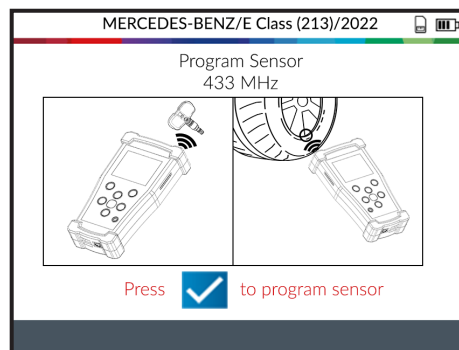 MERCEDES-BENZ/E Class (213)/2022
Program Sensor
433 MHz
Press to program sensor